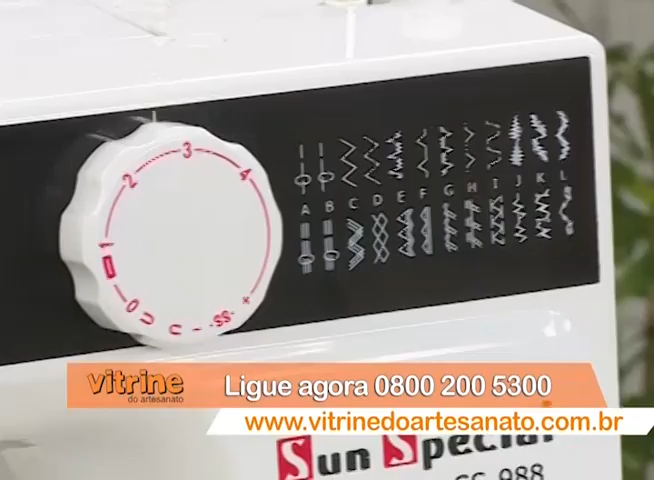 3
2 4
1
0 -SS- *
A B C D E F G H I J K L
vitrine
do artesanato
Ligue agora 0800 200 5300
www.vitrinedoartesanato.com.br
Sun Special
988